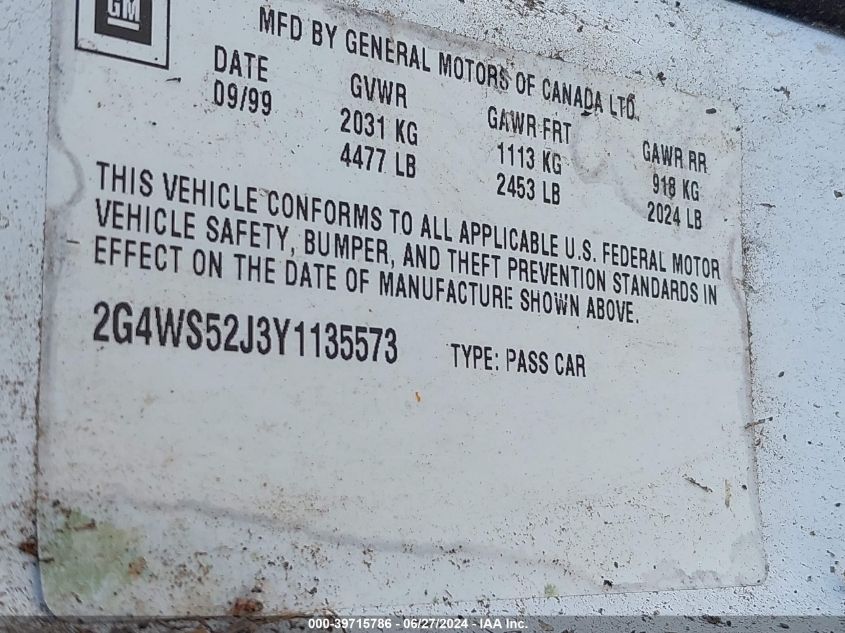 GM
MFD BY GENERAL MOTORS OF CANADA LTD.
DATE GVWR GAWR FRT GAWR RR
09/99 2031 KG 1113 KG 918 KG
4477 LB 2453 LB 2024 LB
THIS VEHICLE CONFORMS TO ALL APPLICABLE U.S. FEDERAL MOTOR
VEHICLE SAFETY, BUMPER, AND THEFT PREVENTION STANDARDS IN
EFFECT ON THE DATE OF MANUFACTURE SHOWN ABOVE.
2G4WS52J3Y1135573 TYPE: PASS CAR
000-39715786 - 06/27/2024 - IAA Inc.